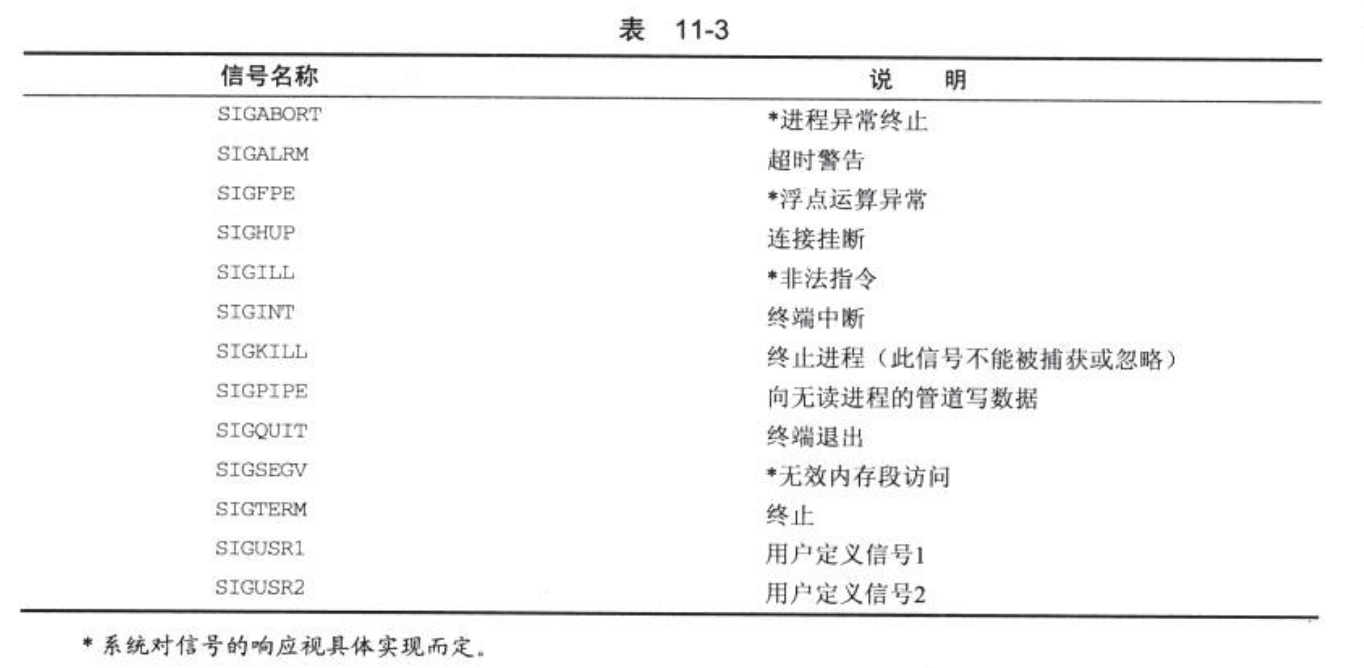 表 11-3
信号名称 说 明
SIGABORT *进程异常终止
SIGALRM 超时警告
SIGFPE *浮点运算异常
SIGHUP 连接挂断
SIGILL *非法指令
SIGINT 终端中断
SIGKILL 终止进程（此信号不能被捕获或忽略）
SIGPIPE 向无读进程的管道写数据
SIGQUIT 终端退出
SIGSEGV *无效内存段访问
SIGTERM 终止
SIGUSR1 用户定义信号1
SIGUSR2 用户定义信号2
* 系统对信号的响应视具体实现而定。